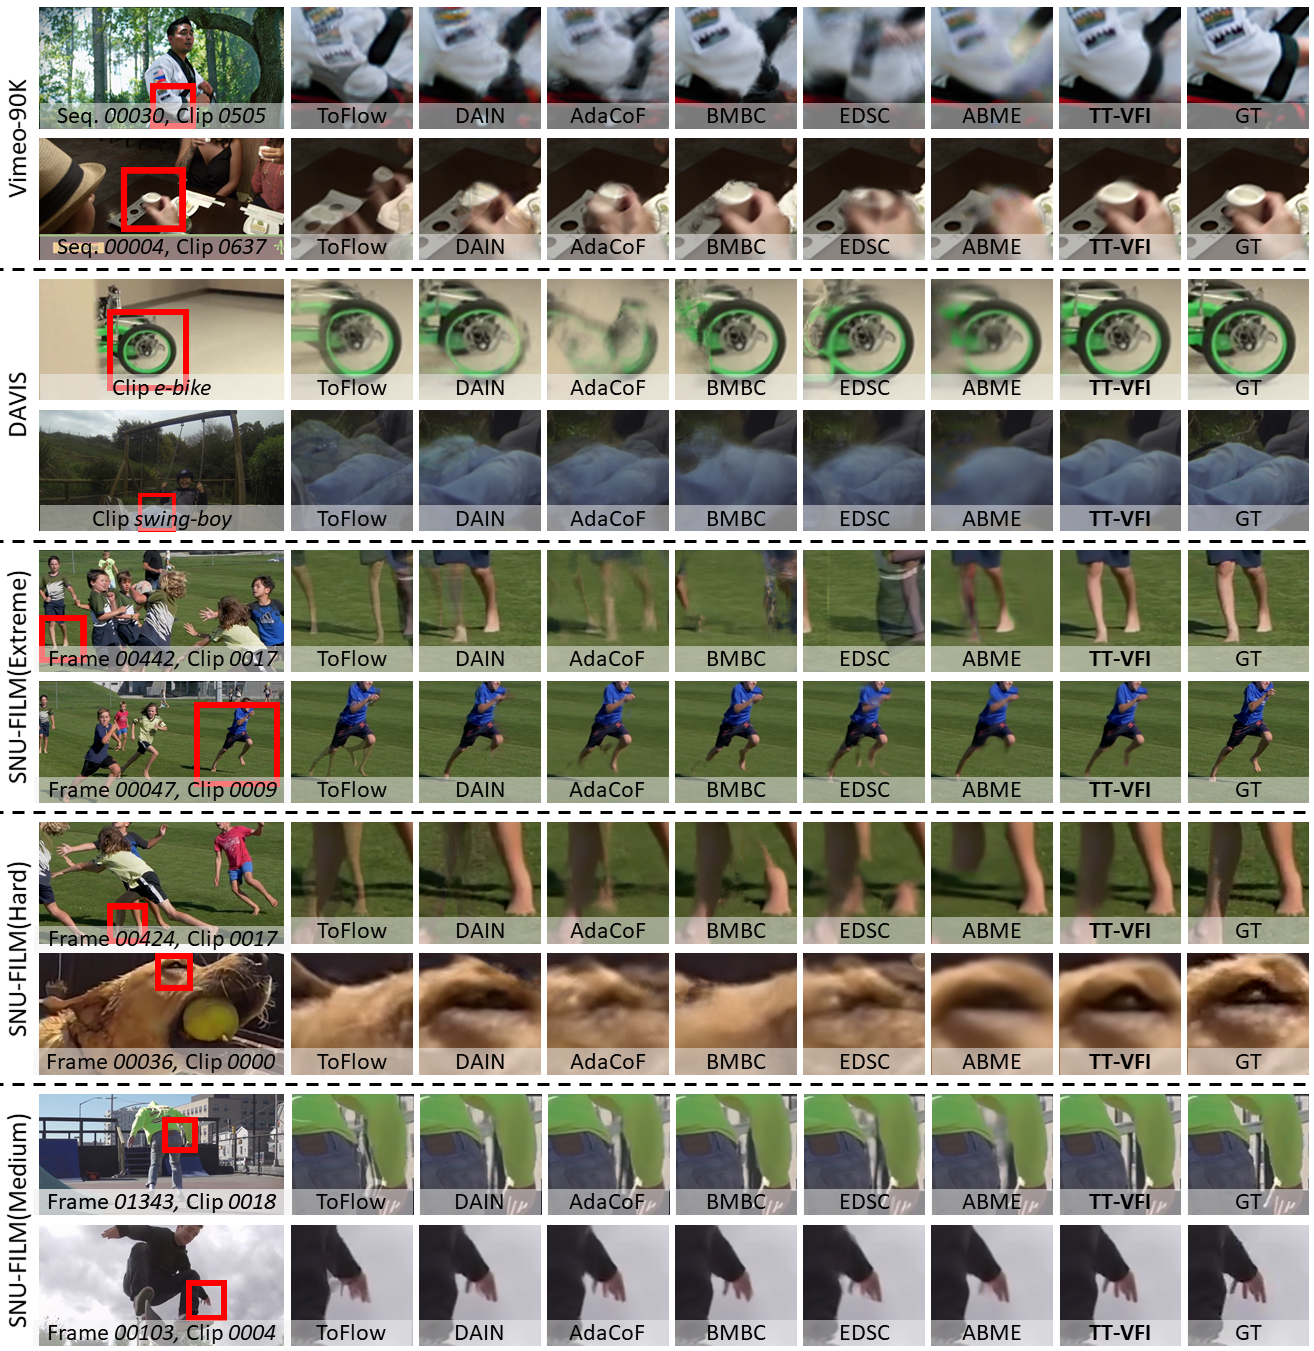 Vimeo-90K
Seq. 00030, Clip 0505 ToFlow DAIN AdaCoF BMBC EDSC ABME TT-VFI GT
Seq. 00004, Clip 0637 ToFlow DAIN AdaCoF BMBC EDSC ABME TT-VFI GT
DAVIS
Clip e-bike ToFlow DAIN AdaCoF BMBC EDSC ABME TT-VFI GT
Clip swing-boy ToFlow DAIN AdaCoF BMBC EDSC ABME TT-VFI GT
SNU-FILM(Extreme)
Frame 00442, Clip 0017 ToFlow DAIN AdaCoF BMBC EDSC ABME TT-VFI GT
Frame 00047, Clip 0009 ToFlow DAIN AdaCoF BMBC EDSC ABME TT-VFI GT
SNU-FILM(Hard)
Frame 00424, Clip 0017 ToFlow DAIN AdaCoF BMBC EDSC ABME TT-VFI GT
Frame 00036, Clip 0000 ToFlow DAIN AdaCoF BMBC EDSC ABME TT-VFI GT
SNU-FILM(Medium)
Frame 01343, Clip 0018 ToFlow DAIN AdaCoF BMBC EDSC ABME TT-VFI GT
Frame 00103, Clip 0004 ToFlow DAIN AdaCoF BMBC EDSC ABME TT-VFI GT